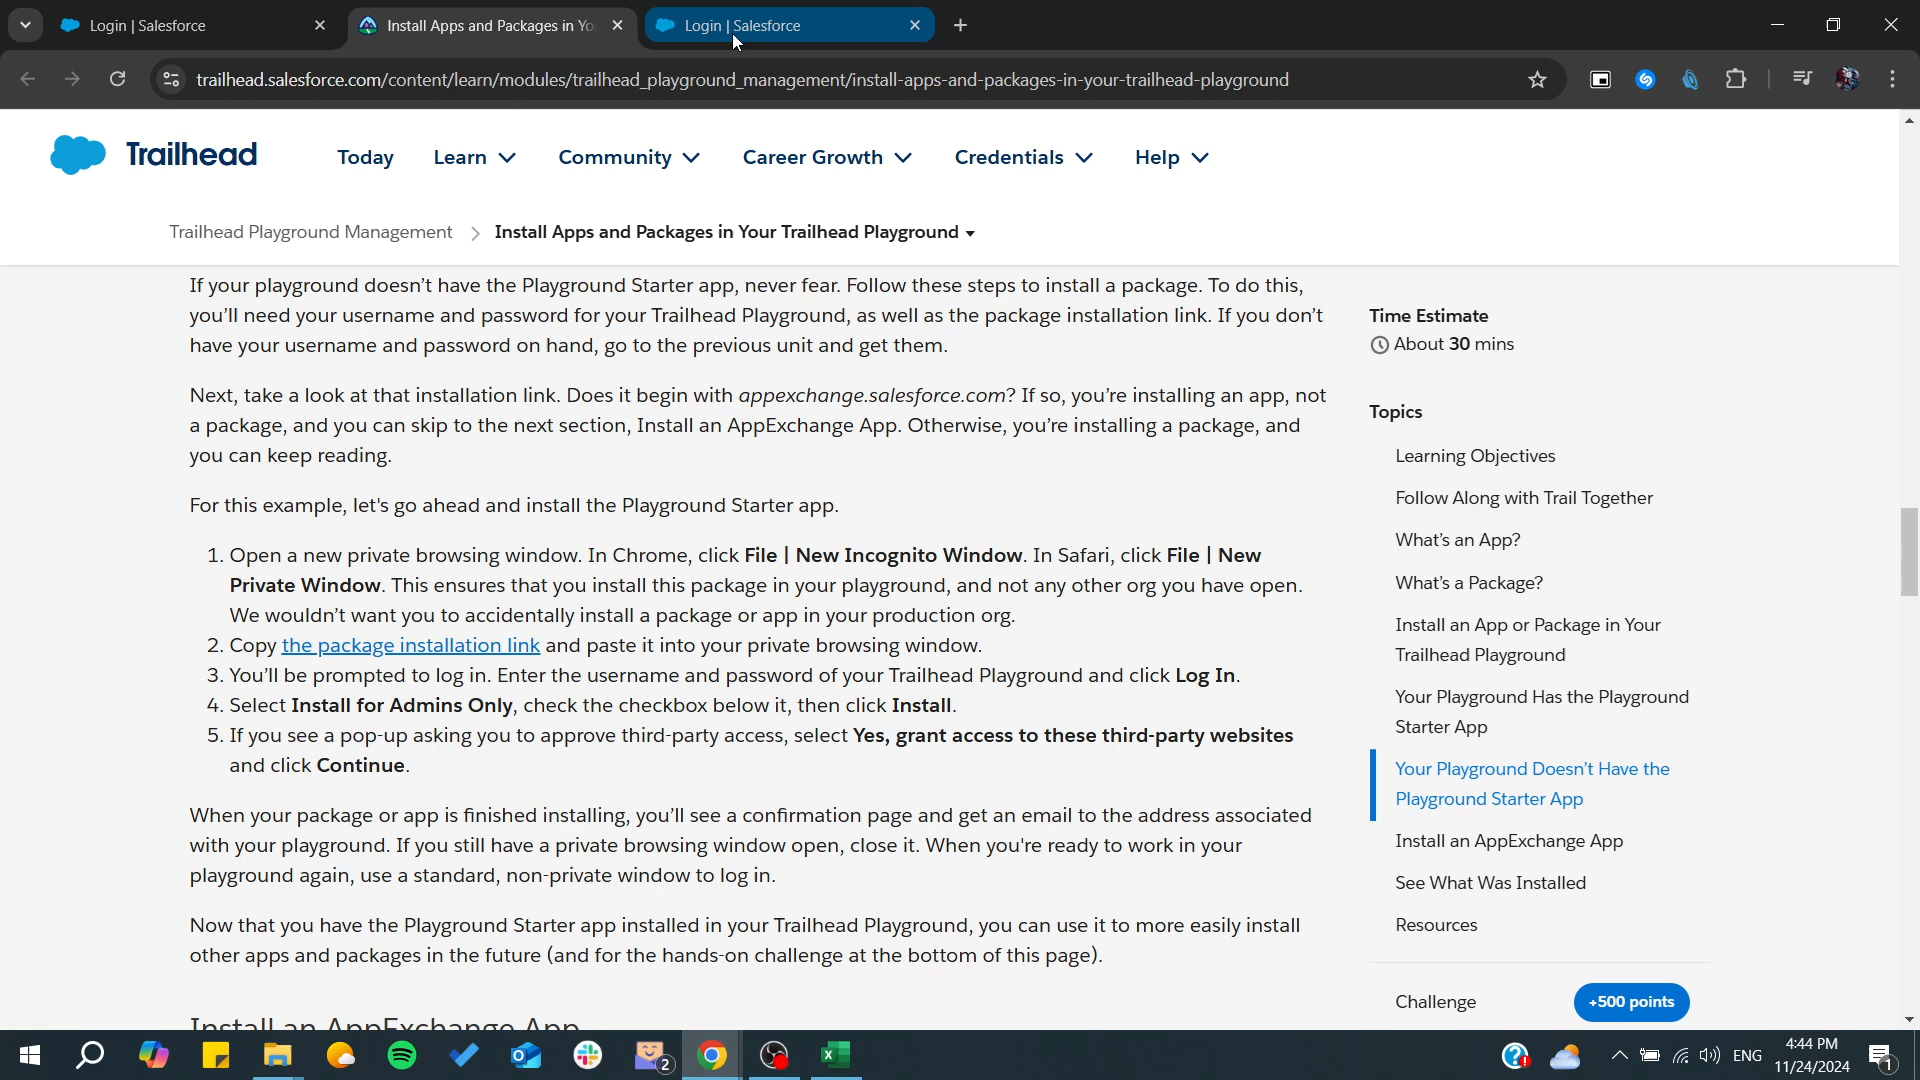 Login | Salesforce
Install Apps and Packages in Yo
Login | Salesforce
trailhead.salesforce.com/content/learn/modules/trailhead_playground_management/install-apps-and-packages-in-your-trailhead-playground
Trailhead
Today
Learn
Community
Career Growth
Credentials
Help
Trailhead Playground Management
Install Apps and Packages in Your Trailhead Playground
If your playground doesn’t have the Playground Starter app, never fear. Follow these steps to install a package. To do this,
you’ll need your username and password for your Trailhead Playground, as well as the package installation link. If you don’t
have your username and password on hand, go to the previous unit and get them.
Next, take a look at that installation link. Does it begin with appexchange.salesforce.com? If so, you’re installing an app, not
a package, and you can skip to the next section, Install an AppExchange App. Otherwise, you’re installing a package, and
you can keep reading.
For this example, let's go ahead and install the Playground Starter app.
1. Open a new private browsing window. In Chrome, click File | New Incognito Window. In Safari, click File | New
Private Window. This ensures that you install this package in your playground, and not any other org you have open.
We wouldn’t want you to accidentally install a package or app in your production org.
2. Copy the package installation link and paste it into your private browsing window.
3. You’ll be prompted to log in. Enter the username and password of your Trailhead Playground and click Log In.
4. Select Install for Admins Only, check the checkbox below it, then click Install.
5. If you see a pop-up asking you to approve third-party access, select Yes, grant access to these third-party websites
and click Continue.
When your package or app is finished installing, you’ll see a confirmation page and get an email to the address associated
with your playground. If you still have a private browsing window open, close it. When you're ready to work in your
playground again, use a standard, non-private window to log in.
Now that you have the Playground Starter app installed in your Trailhead Playground, you can use it to more easily install
other apps and packages in the future (and for the hands-on challenge at the bottom of this page).
Install an AppExchange App
Time Estimate
About 30 mins
Topics
Learning Objectives
Follow Along with Trail Together
What’s an App?
What’s a Package?
Install an App or Package in Your
Trailhead Playground
Your Playground Has the Playground
Starter App
Your Playground Doesn’t Have the
Playground Starter App
Install an AppExchange App
See What Was Installed
Resources
Challenge
+500 points
2
ENG
4:44 PM
11/24/2024
1